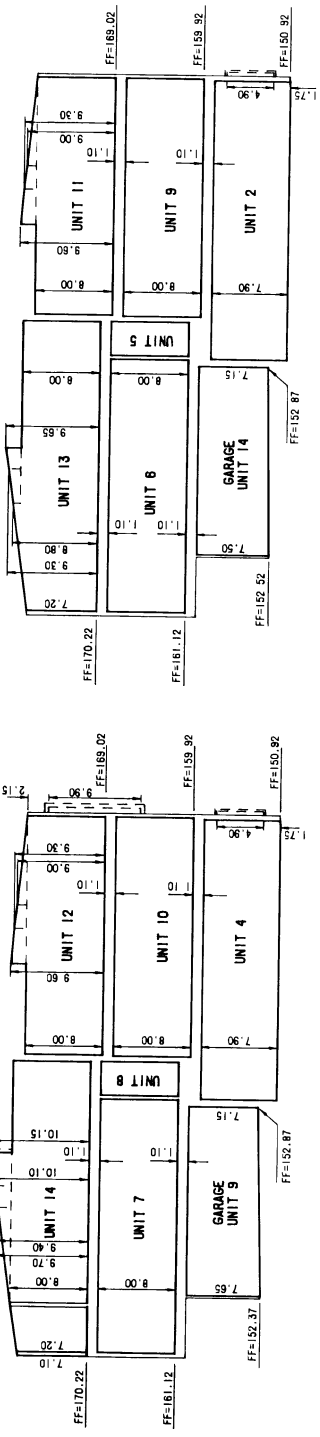 FF=169.02
FF=159.92
FF=150.92
9.30
9.00
1.10
9.60
8.00
UNIT 11
1.10
8.00
UNIT 9
4.90
1.75
7.90
UNIT 2
UNIT 5
8.00
9.65
UNIT 13
8.80
9.30
7.20
1.10
8.00
UNIT 6
1.10
7.15
GARAGE
UNIT 14
7.50
FF=152.87
FF=170.22
FF=161.12
FF=152.52
2.15
9.90
FF=169.02
FF=159.92
FF=150.92
9.30
9.00
1.10
9.60
8.00
UNIT 12
1.10
8.00
UNIT 10
4.90
1.75
7.90
UNIT 4
UNIT 8
10.15
10.10
1.10
UNIT 14
9.40
9.70
8.00
7.20
7.10
1.10
UNIT 7
8.00
7.15
GARAGE
UNIT 9
7.65
FF=152.87
FF=170.22
FF=161.12
FF=152.37